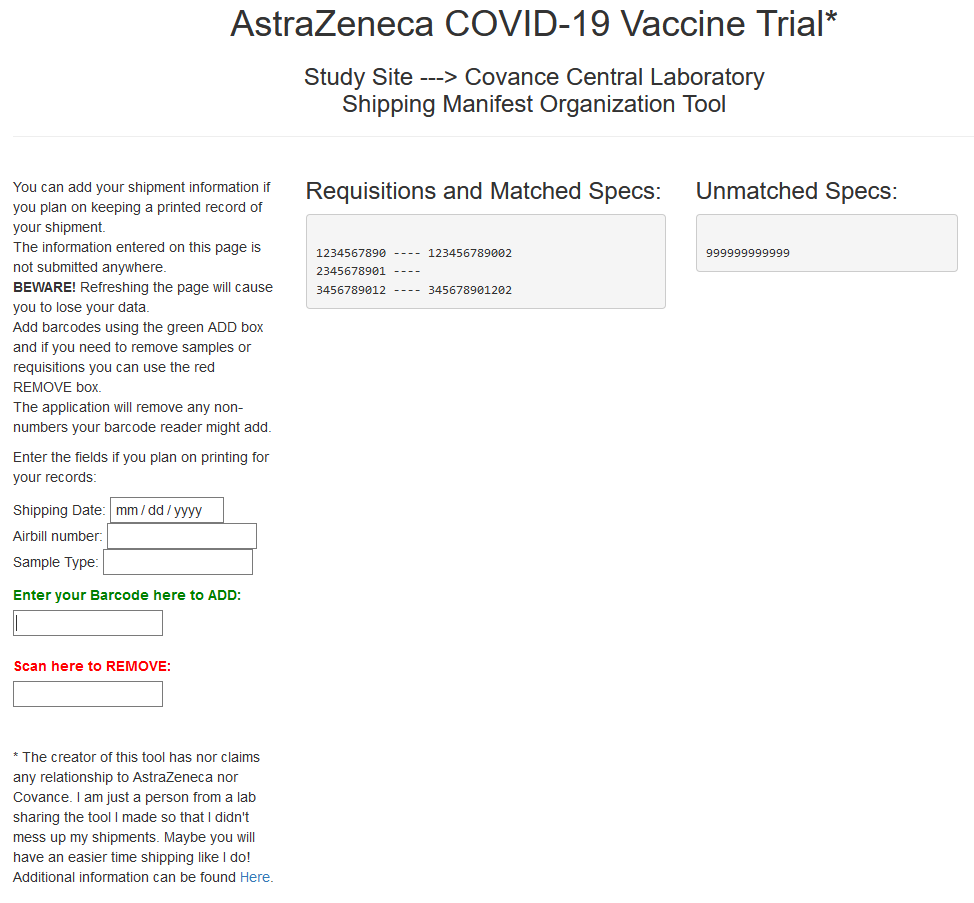 AstraZeneca COVID-19 Vaccine Trial*
Study Site ---> Covance Central Laboratory
Shipping Manifest Organization Tool
You can add your shipment information if
you plan on keeping a printed record of
your shipment.
The information entered on this page is
not submitted anywhere.
BEWARE! Refreshing the page will cause
you to lose your data.
Add barcodes using the green ADD box
and if you need to remove samples or
requisitions you can use the red
REMOVE box.
The application will remove any non-
numbers your barcode reader might add.
Enter the fields if you plan on printing for
your records:
Shipping Date: mm / dd / yyyy
Airbill number:
Sample Type:
Enter your Barcode here to ADD:
Scan here to REMOVE:
* The creator of this tool has nor claims
any relationship to AstraZeneca nor
Covance. I am just a person from a lab
sharing the tool I made so that I didn't
mess up my shipments. Maybe you will
have an easier time shipping like I do!
Additional information can be found Here.
Requisitions and Matched Specs:
1234567890 ---- 123456789002
2345678901 ----
3456789012 ---- 345678901202
Unmatched Specs:
999999999999